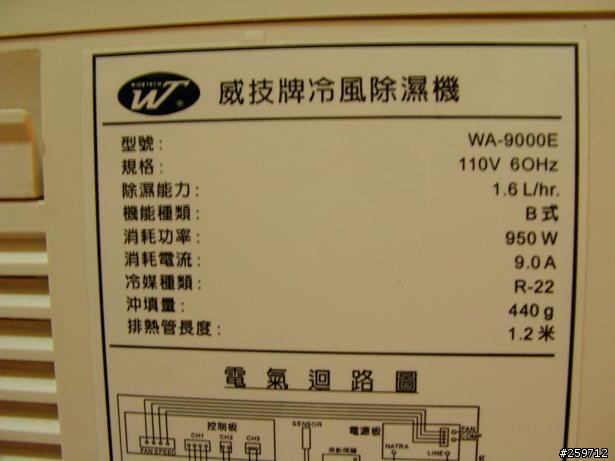 WINDTECH
WT ®
威技牌冷風除濕機
型號: WA-9000E
規格: 110V 60Hz
除濕能力: 1.6 L/hr.
機能種類: B 式
消耗功率: 950 W
消耗電流: 9.0 A
冷媒種類: R-22
沖填量: 440 g
排熱管長度: 1.2 米
電氣迴路圖
控制板
CH1 CH2 CH3
FAN SPEED
SENSOR
電源板
FAN
COMP
NATRA
LINE
#259712